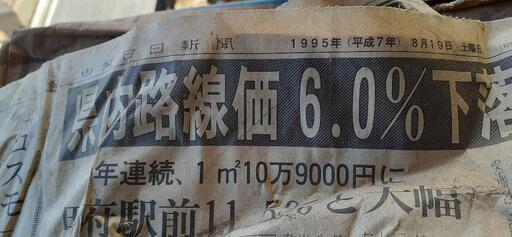 日新聞 1995年(平成7年) 8月19日 土曜日
県内路線価 6.0% 下落
年連続、1㎡10万9000円に
府駅前11 %と大幅
コスモ